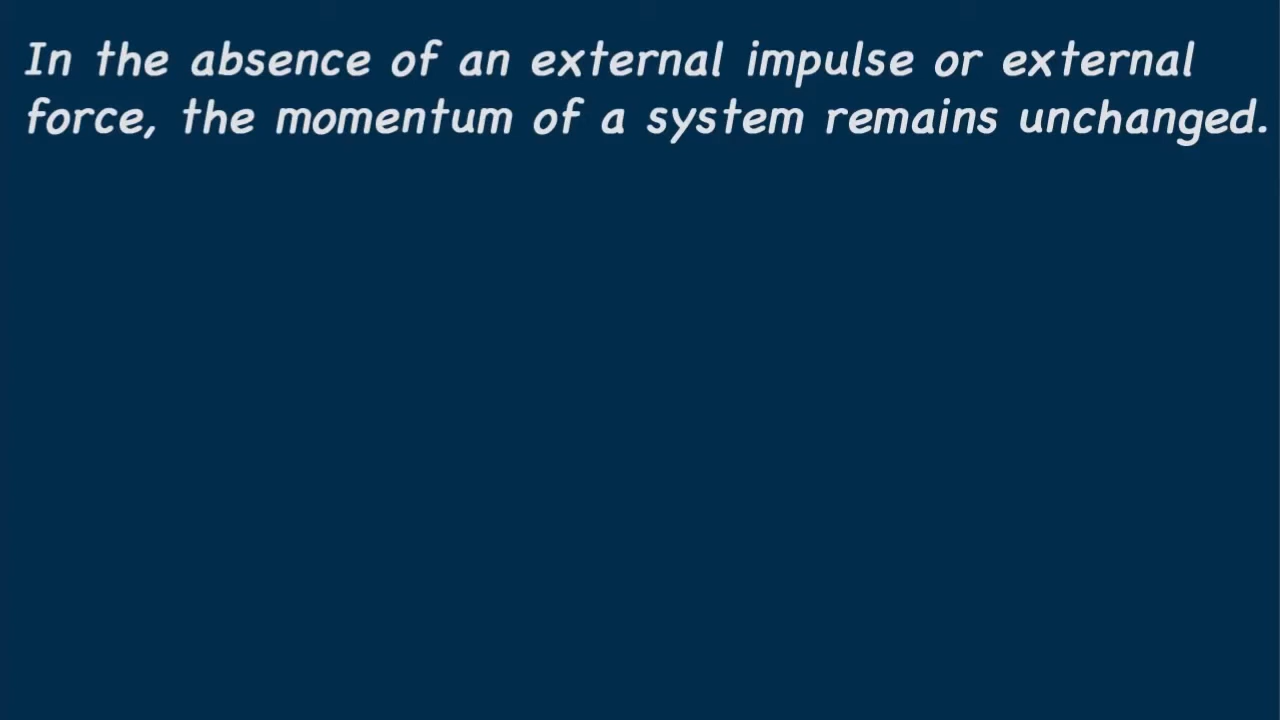 In the absence of an external impulse or external
force, the momentum of a system remains unchanged.